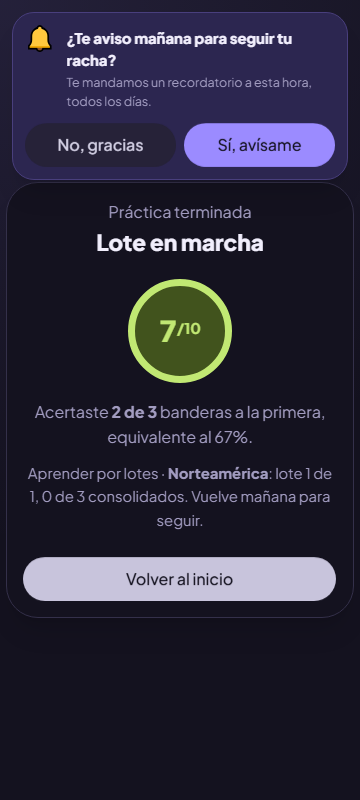 ¿Te aviso mañana para seguir tu
racha?
Te mandamos un recordatorio a esta hora,
todos los días.
No, gracias
Sí, avísame
Práctica terminada
Lote en marcha
7/10
Acertaste 2 de 3 banderas a la primera,
equivalente al 67%.
Aprender por lotes · Norteamérica: lote 1 de
1, 0 de 3 consolidados. Vuelve mañana para
seguir.
Volver al inicio